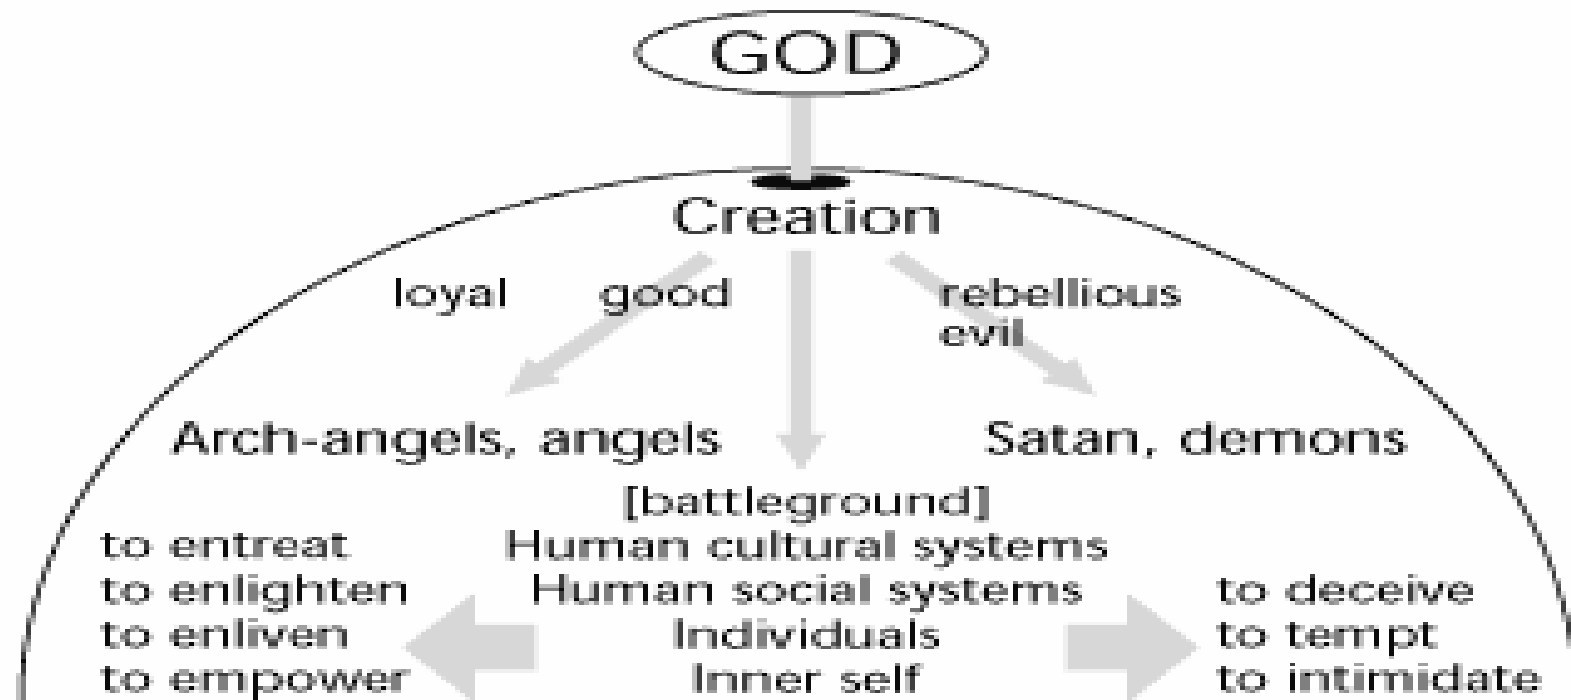 GOD
Creation
loyal good rebellious
evil
Arch-angels, angels Satan, demons
[battleground]
to entreat Human cultural systems
to enlighten Human social systems to deceive
to enliven Individuals to tempt
to empower Inner self to intimidate